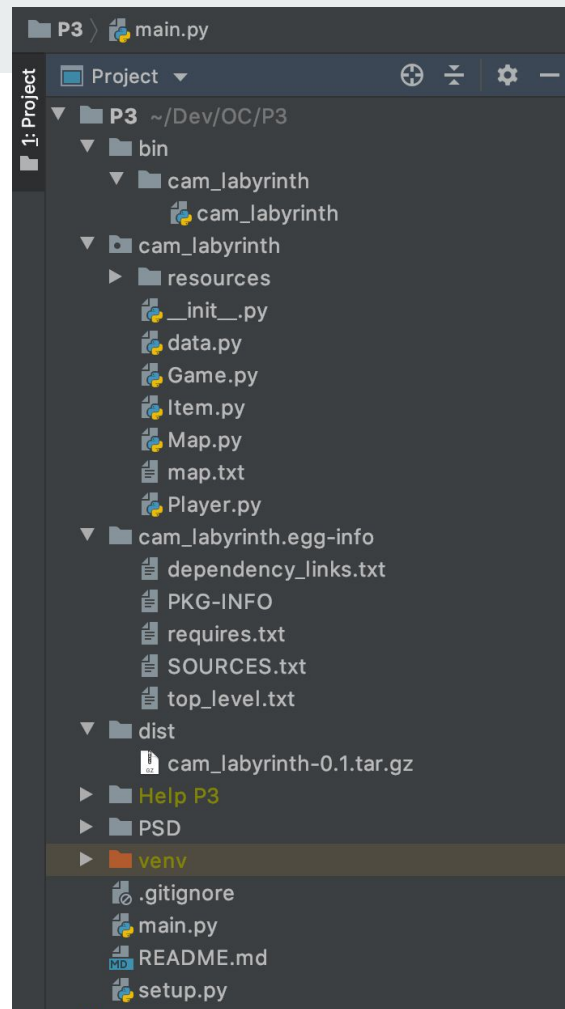 P3 〉 main.py
1: Project
Project
P3 ~/Dev/OC/P3
bin
cam_labyrinth
cam_labyrinth
cam_labyrinth
resources
__init__.py
data.py
Game.py
Item.py
Map.py
map.txt
Player.py
cam_labyrinth.egg-info
dependency_links.txt
PKG-INFO
requires.txt
SOURCES.txt
top_level.txt
dist
GZ
cam_labyrinth-0.1.tar.gz
Help P3
PSD
venv
.gitignore
main.py
MD README.md
setup.py